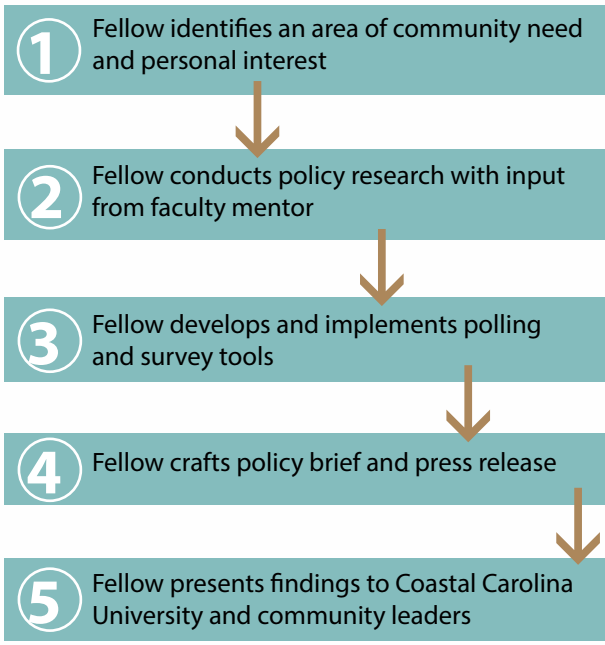 1
Fellow identifies an area of community need
and personal interest
2
Fellow conducts policy research with input
from faculty mentor
3
Fellow develops and implements polling
and survey tools
4
Fellow crafts policy brief and press release
5
Fellow presents findings to Coastal Carolina
University and community leaders